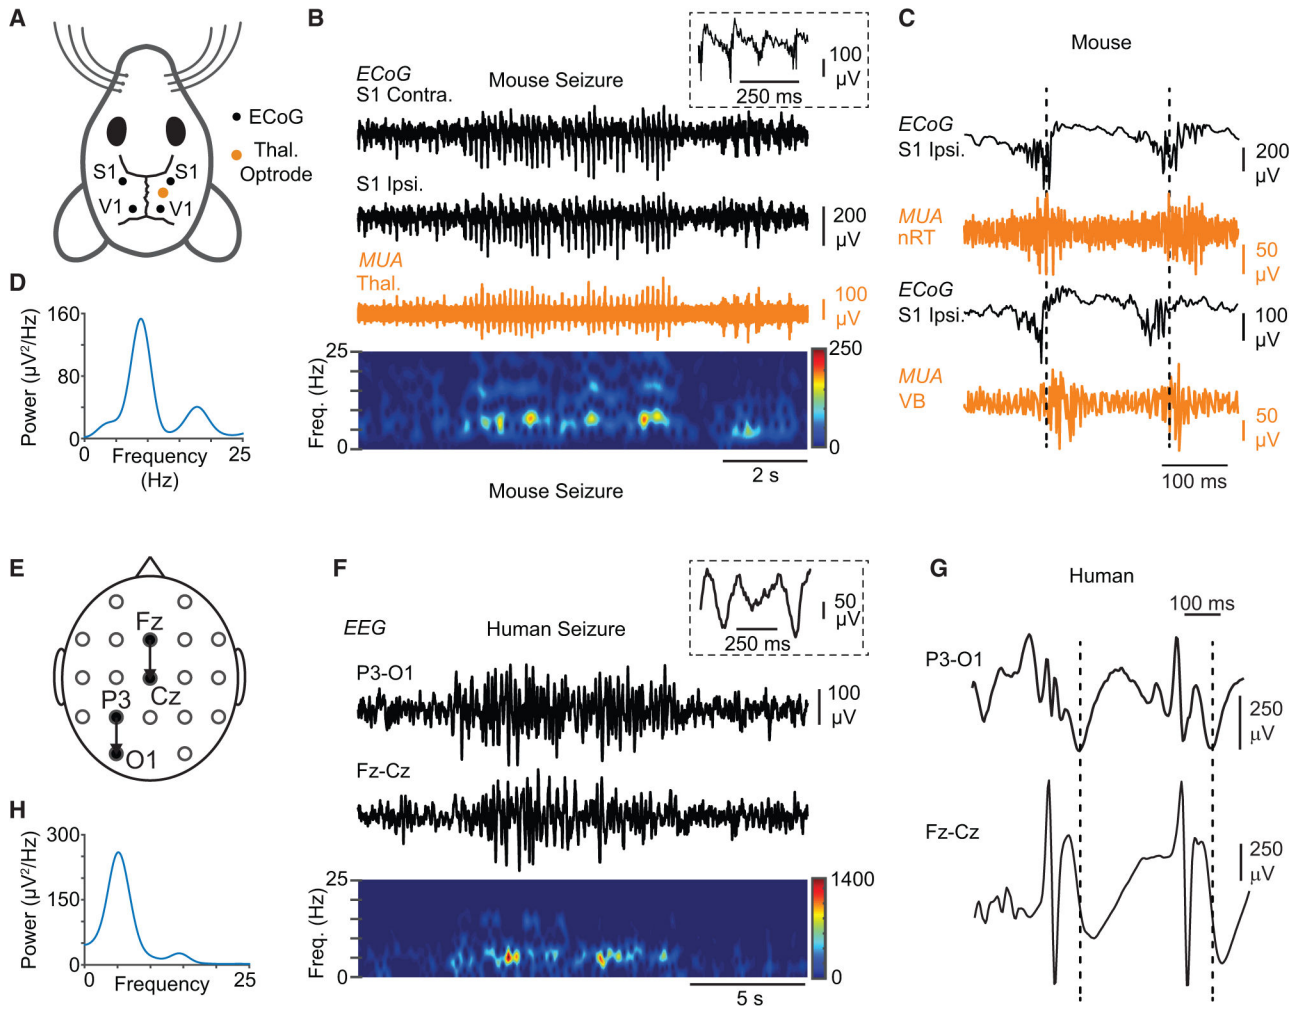 A
ECoG
Thal.
Optrode
S1
S1
V1
V1
B
ECoG
S1 Contra.
Mouse Seizure
100
µV
250 ms
S1 Ipsi.
200
µV
MUA
Thal.
100
µV
25
Freq. (Hz)
0
250
0
2 s
Mouse Seizure
C
Mouse
ECoG
S1 Ipsi.
200
µV
MUA
nRT
50
µV
ECoG
S1 Ipsi.
100
µV
MUA
VB
50
µV
100 ms
D
160
80
0
Power (µV²/Hz)
0
Frequency
25
(Hz)
E
Fz
Cz
P3
O1
F
EEG
Human Seizure
50
µV
250 ms
P3-O1
100
µV
Fz-Cz
25
Freq. (Hz)
0
1400
0
5 s
G
Human
100 ms
P3-O1
250
µV
Fz-Cz
250
µV
H
300
150
0
Power (µV²/Hz)
0
Frequency
25